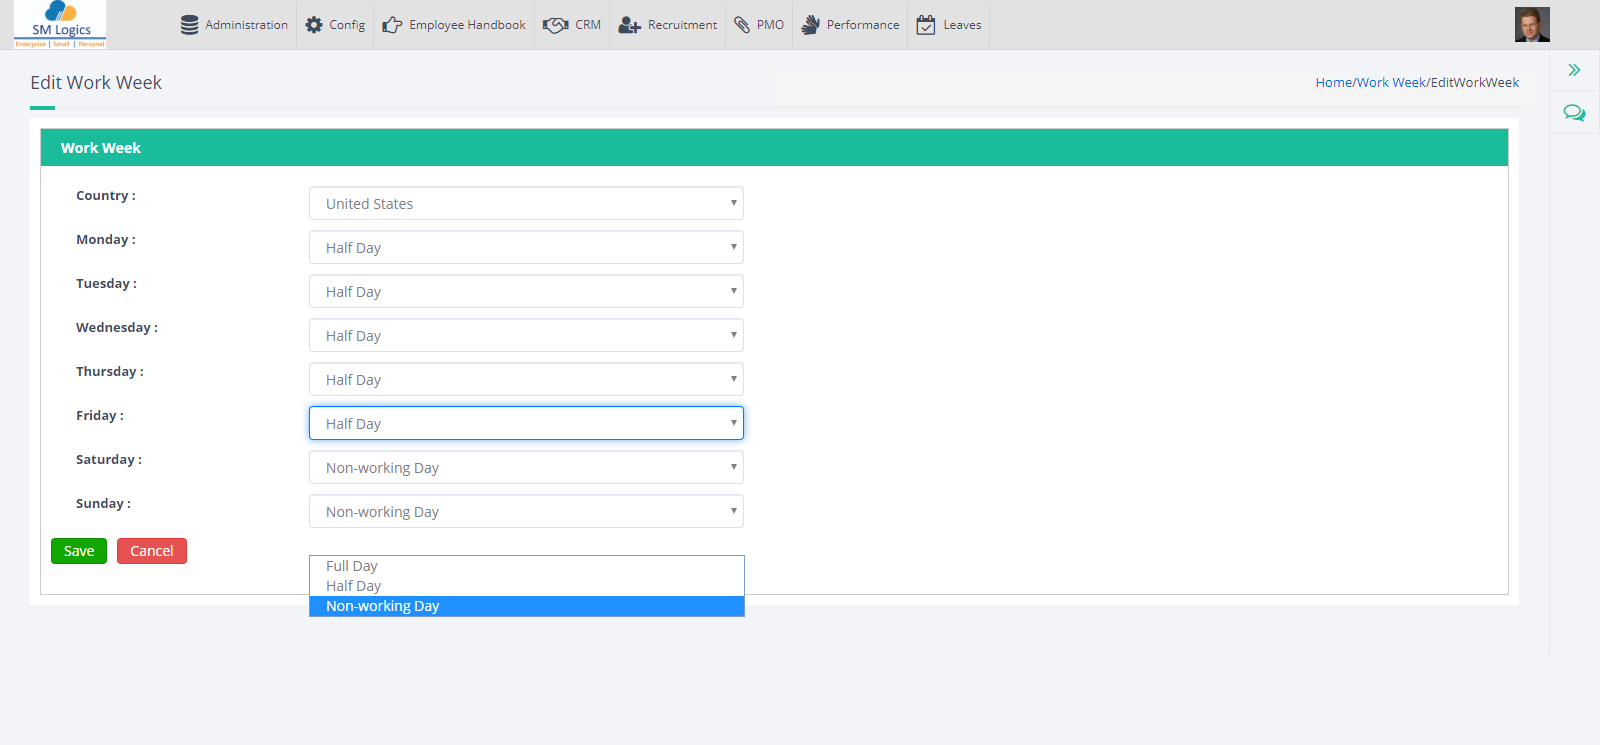 SM Logics
Enterprise | Small | Personal
Administration Config Employee Handbook CRM Recruitment PMO Performance Leaves
Edit Work Week
Home/Work Week/EditWorkWeek
Work Week
Country : United States
Monday : Half Day
Tuesday : Half Day
Wednesday : Half Day
Thursday : Half Day
Friday : Half Day
Saturday : Non-working Day
Sunday : Non-working Day
Save Cancel
Full Day
Half Day
Non-working Day